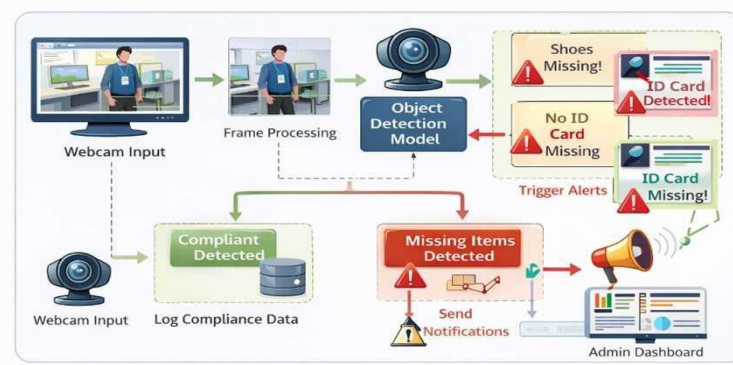 Webcam Input
Frame Processing
Object
Detection
Model
Shoes
Missing!
ID Card
Detected!
No ID
Card
Missing
ID Card
Missing!
Trigger Alerts
Webcam Input
Compliant
Detected
Log Compliance Data
Missing Items
Detected
Send
Notifications
Admin Dashboard